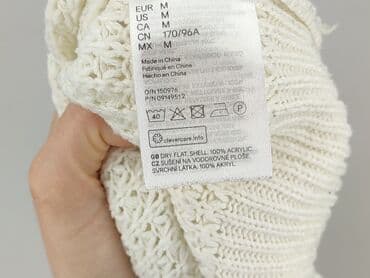 EUR M
US M
CA M
CN 170/96A
MX M
Made in China
Fabriqué en Chine
Hecho en China
O/N 150976
P/N 09149512
40
P
clevercare.info
GB DRY FLAT, SHELL: 100% ACRYLIC.
CZ SUŠENÍ NA VODOROVNÉ PLOŠE,
SVRCHNÍ LÁTKA, 100% AKRYL.